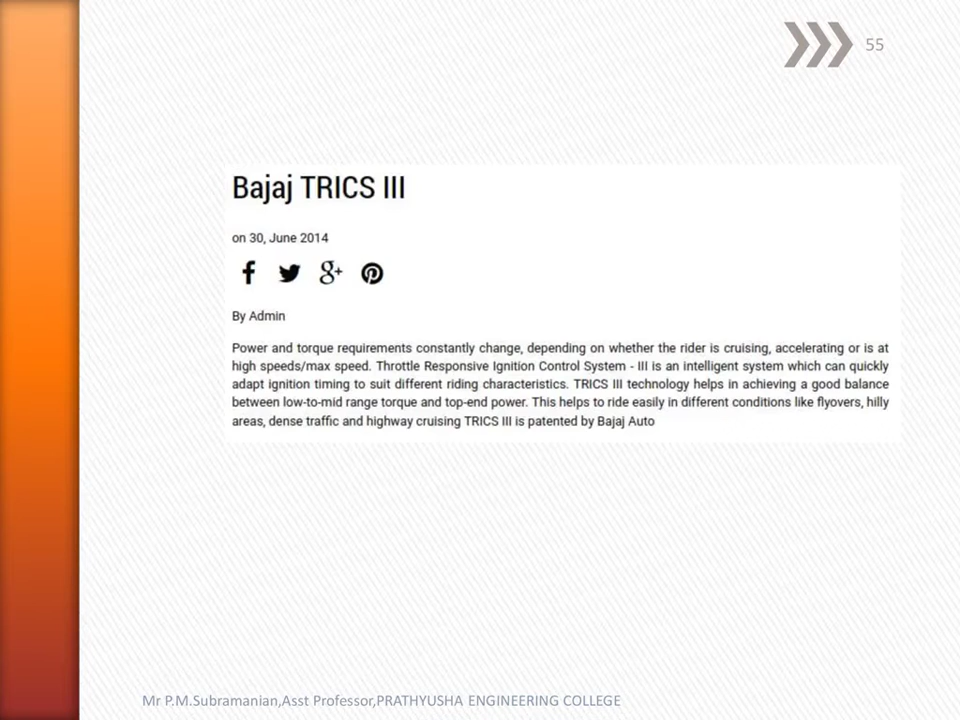 55
Bajaj TRICS III
on 30, June 2014
By Admin
Power and torque requirements constantly change, depending on whether the rider is cruising, accelerating or is at
high speeds/max speed. Throttle Responsive Ignition Control System - III is an intelligent system which can quickly
adapt ignition timing to suit different riding characteristics. TRICS III technology helps in achieving a good balance
between low-to-mid range torque and top-end power. This helps to ride easily in different conditions like flyovers, hilly
areas, dense traffic and highway cruising TRICS III is patented by Bajaj Auto
Mr P.M.Subramanian,Asst Professor,PRATHYUSHA ENGINEERING COLLEGE